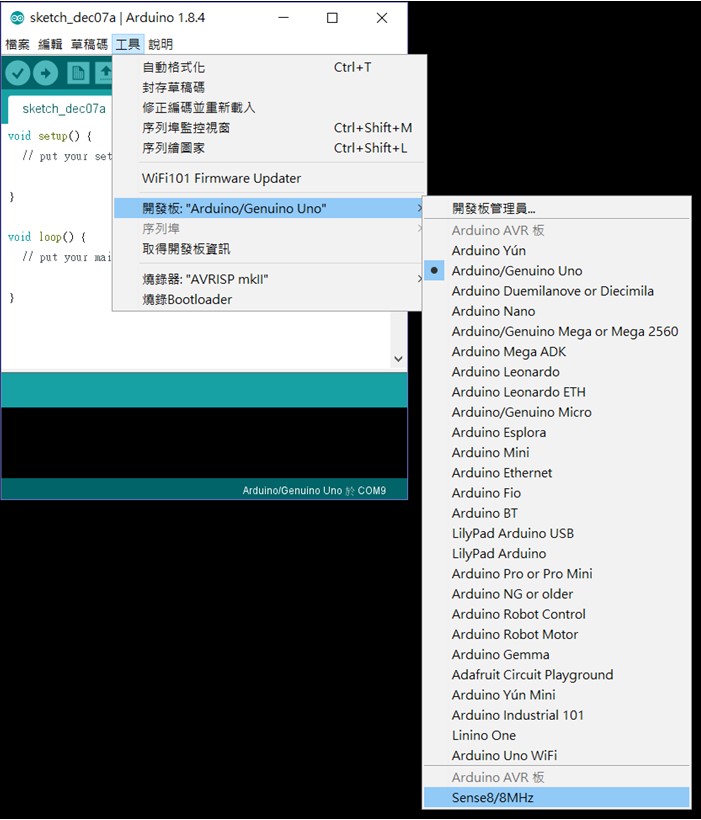 sketch_dec07a | Arduino 1.8.4
檔案 編輯 草稿碼 工具 說明
sketch_dec07a
void setup() {
// put your set
}
void loop() {
// put your mai
}
自動格式化 Ctrl+T
封存草稿碼
修正編碼並重新載入
序列埠監控視窗 Ctrl+Shift+M
序列繪圖家 Ctrl+Shift+L
WiFi101 Firmware Updater
開發板: "Arduino/Genuino Uno"
序列埠
取得開發板資訊
燒錄器: "AVRISP mkII"
燒錄Bootloader
開發板管理員...
Arduino AVR 板
Arduino Yún
Arduino/Genuino Uno
Arduino Duemilanove or Diecimila
Arduino Nano
Arduino/Genuino Mega or Mega 2560
Arduino Mega ADK
Arduino Leonardo
Arduino Leonardo ETH
Arduino/Genuino Micro
Arduino Esplora
Arduino Mini
Arduino Ethernet
Arduino Fio
Arduino BT
LilyPad Arduino USB
LilyPad Arduino
Arduino Pro or Pro Mini
Arduino NG or older
Arduino Robot Control
Arduino Robot Motor
Arduino Gemma
Adafruit Circuit Playground
Arduino Yún Mini
Arduino Industrial 101
Linino One
Arduino Uno WiFi
Arduino AVR 板
Sense8/8MHz
Arduino/Genuino Uno 於 COM9